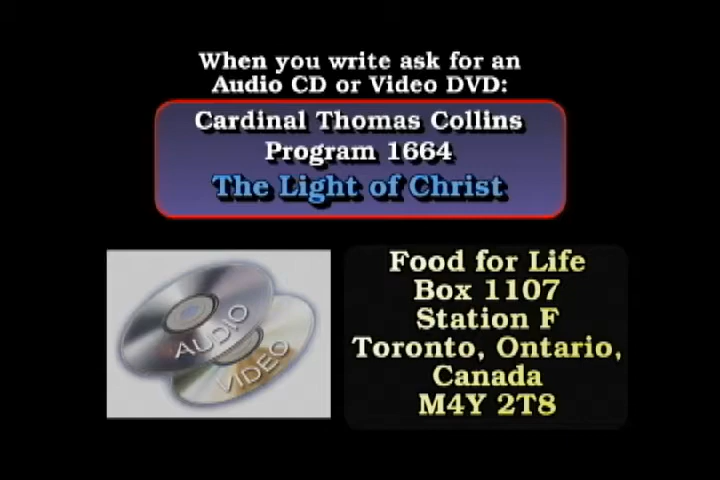 When you write ask for an
Audio CD or Video DVD:
Cardinal Thomas Collins
Program 1664
The Light of Christ
AUDIO
VIDEO
Food for Life
Box 1107
Station F
Toronto, Ontario,
Canada
M4Y 2T8